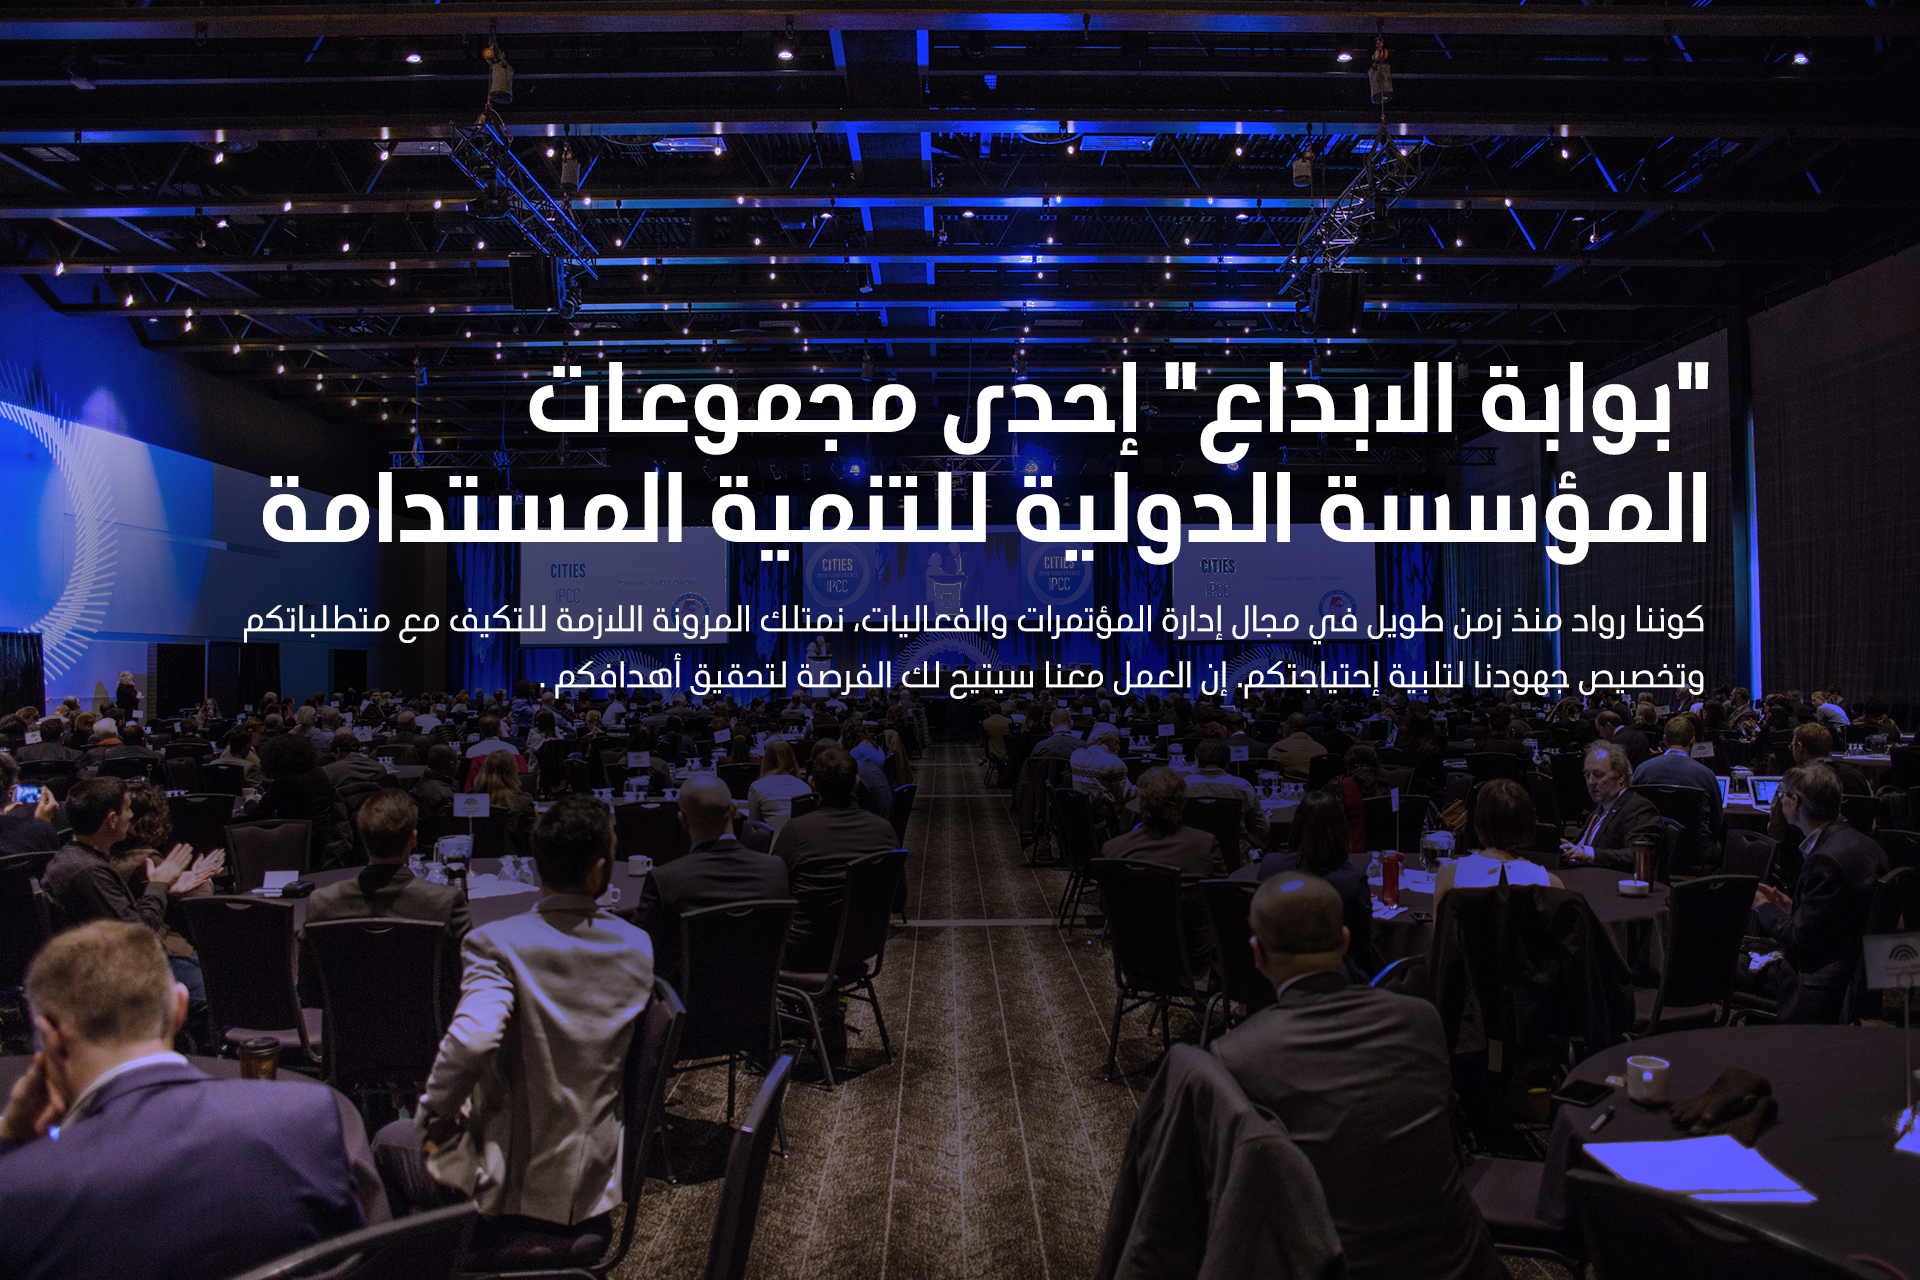 "بوابة الابداع" إحدى مجموعات
المؤسسة الدولية للتنمية المستدامة
CITIES
IPCC
CITIES
IPCC
CITIES
IPCC
CITIES
IPCC
كوننا رواد منذ زمن طويل في مجال إدارة المؤتمرات والفعاليات، نمتلك المرونة اللازمة للتكيف مع متطلباتكم
وتخصيص جهودنا لتلبية إحتياجتكم. إن العمل معنا سيتيح لك الفرصة لتحقيق أهدافكم .